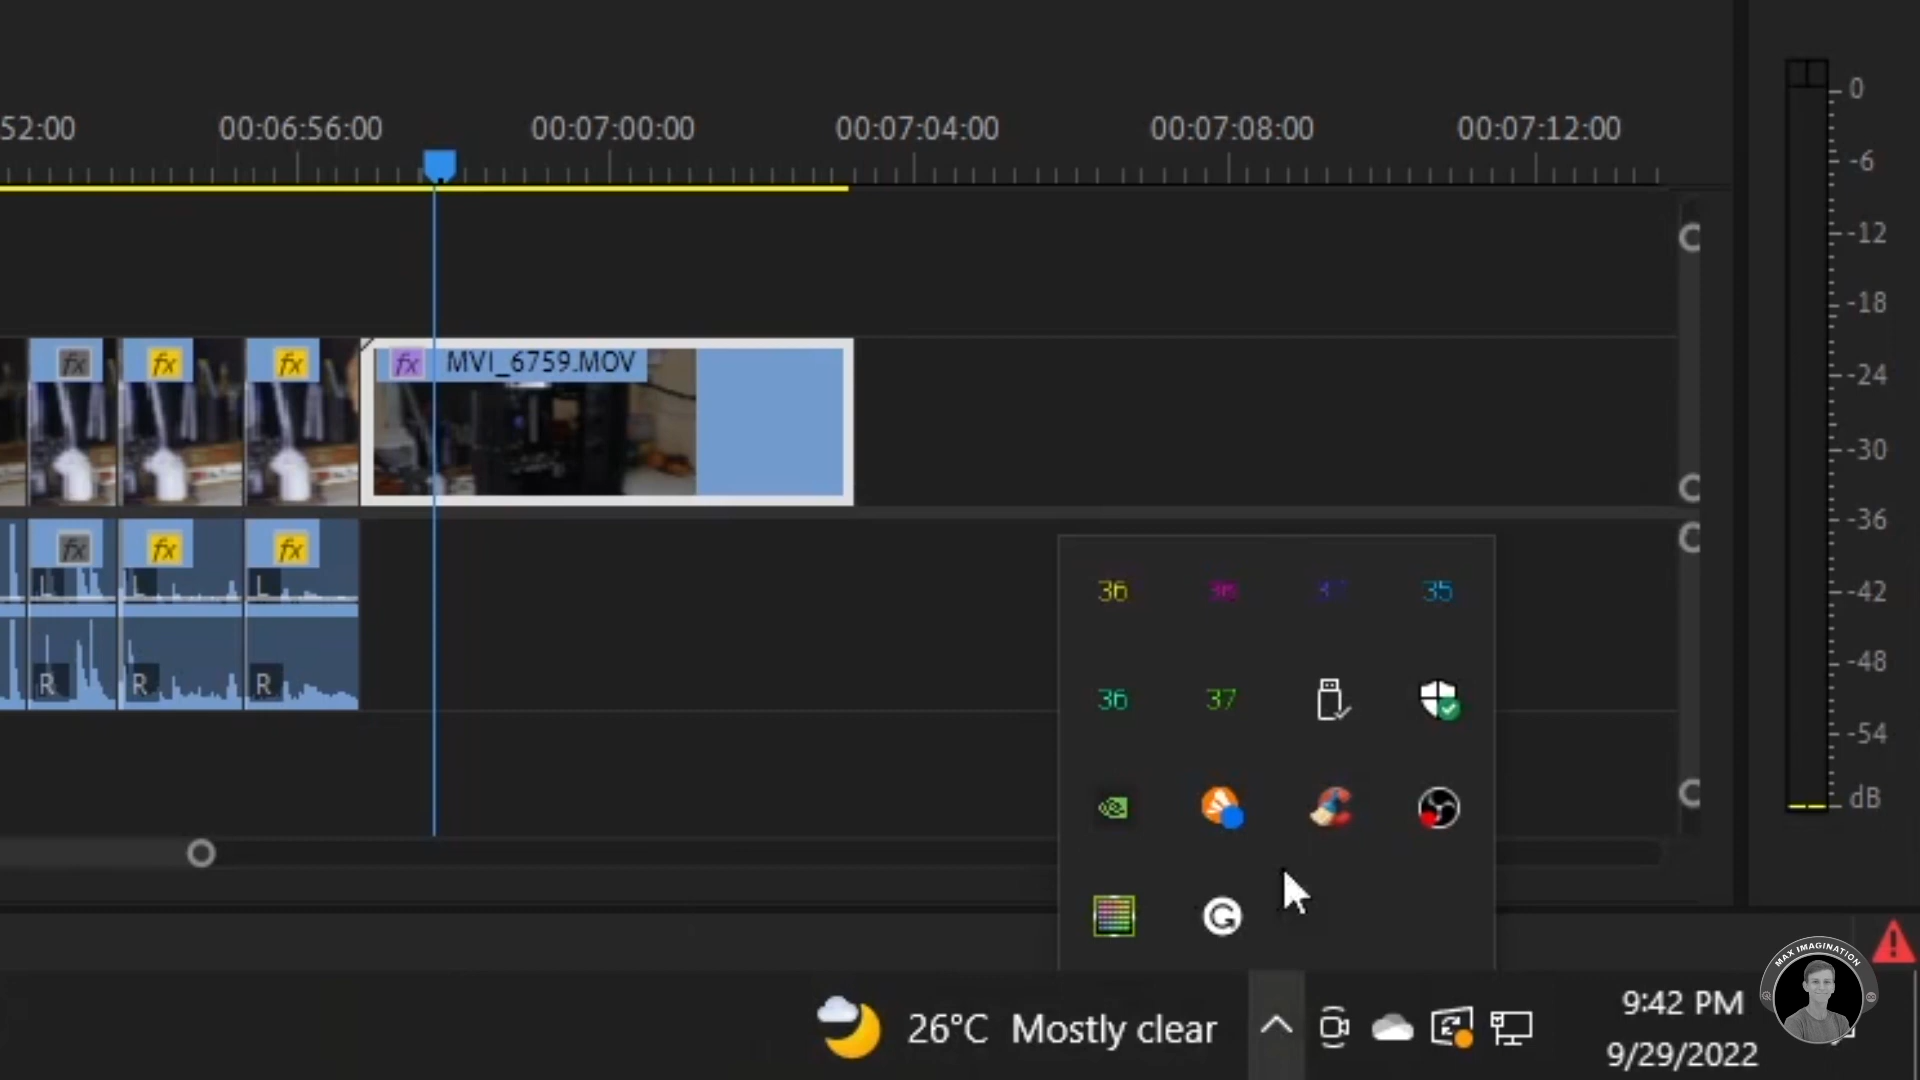 52:00 00:06:56:00 00:07:00:00 00:07:04:00 00:07:08:00 00:07:12:00
0
-6
-12
-18
-24
-30
-36
-42
-48
-54
dB
fx fx fx fx MVI_6759.MOV
fx fx fx
L L L
R R R
36 36 37 35
36 37
26°C Mostly clear
9:42 PM
9/29/2022
MAX IMAGINATION